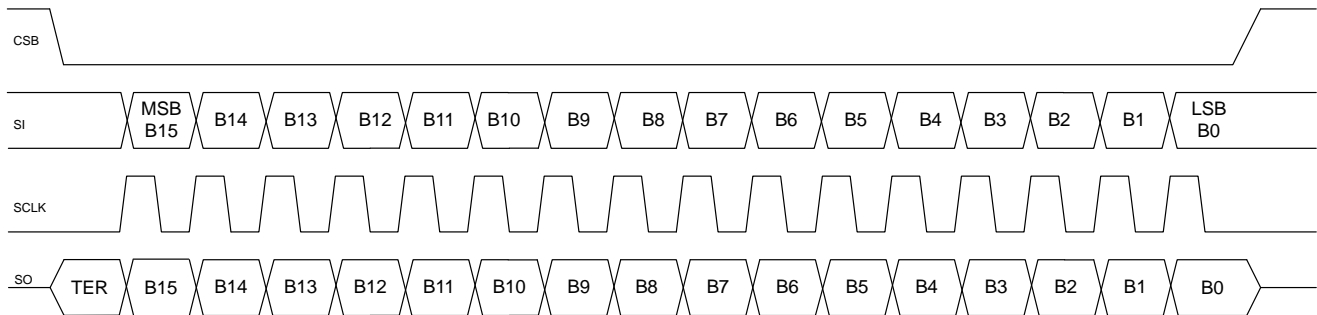 CSB
SI MSB B15 B14 B13 B12 B11 B10 B9 B8 B7 B6 B5 B4 B3 B2 B1 LSB B0
SCLK
SO TER B15 B14 B13 B12 B11 B10 B9 B8 B7 B6 B5 B4 B3 B2 B1 B0